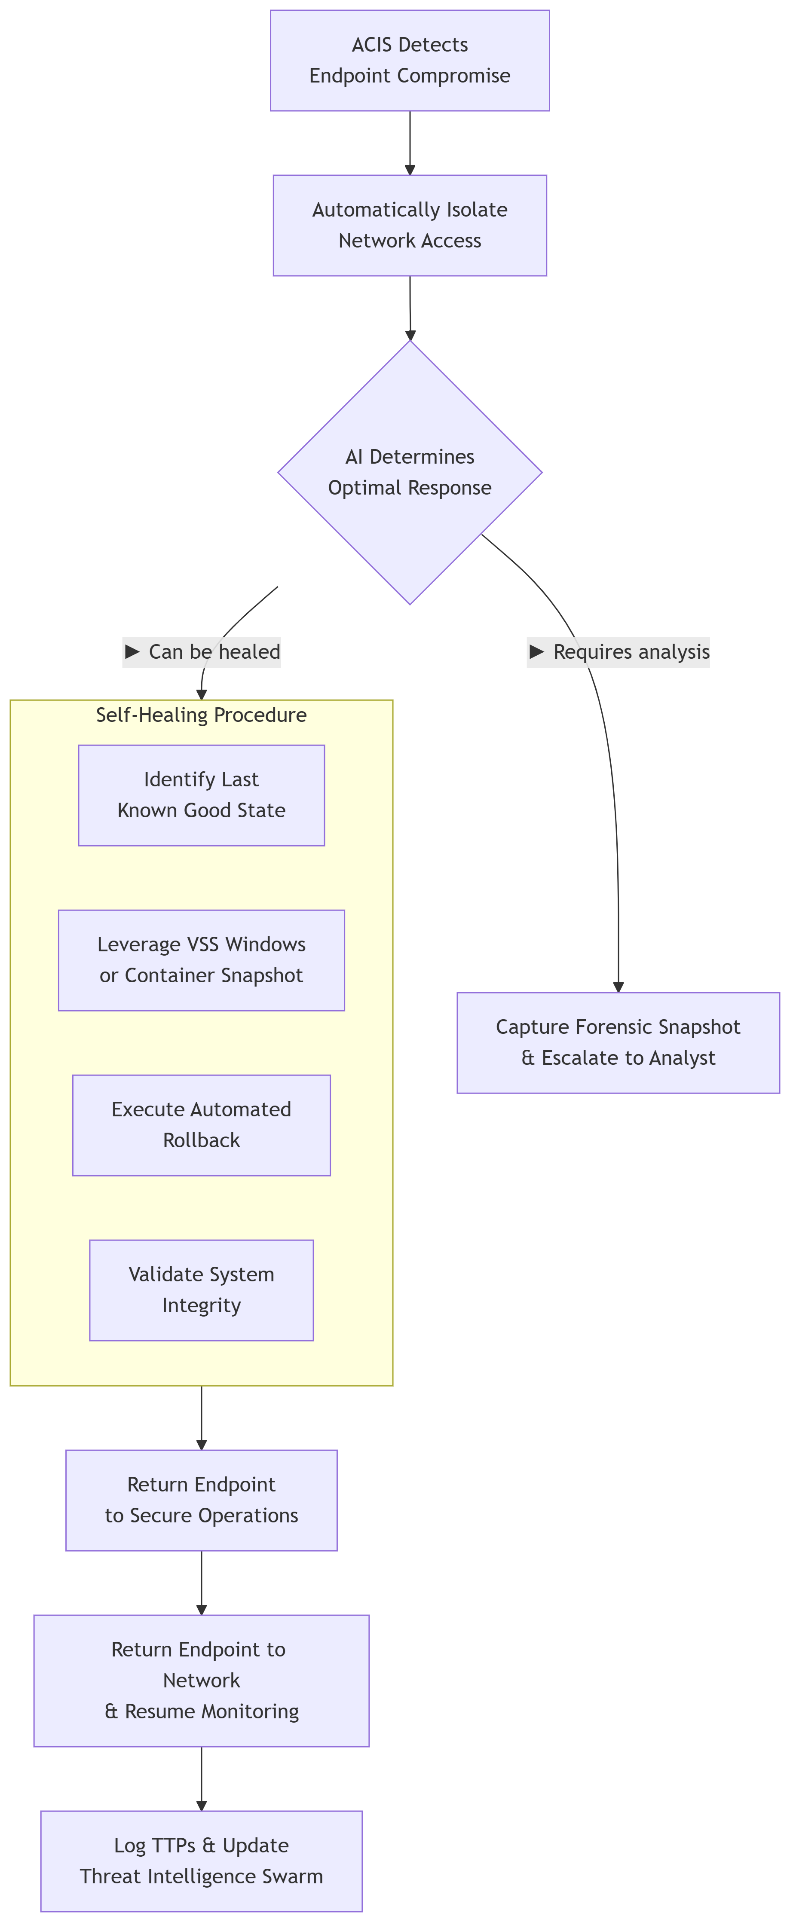 ACIS Detects
Endpoint Compromise
Automatically Isolate
Network Access
AI Determines
Optimal Response
► Can be healed
► Requires analysis
Self-Healing Procedure
Identify Last
Known Good State
Leverage VSS Windows
or Container Snapshot
Capture Forensic Snapshot
& Escalate to Analyst
Execute Automated
Rollback
Validate System
Integrity
Return Endpoint
to Secure Operations
Return Endpoint to
Network
& Resume Monitoring
Log TTPs & Update
Threat Intelligence Swarm